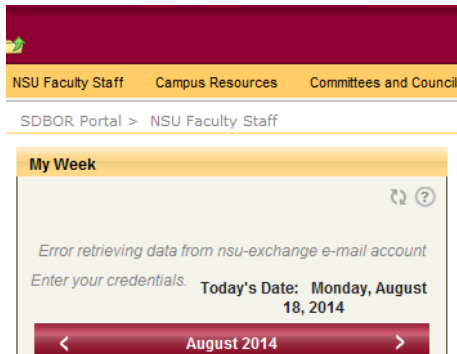 NSU Faculty Staff Campus Resources Committees and Council
SDBOR Portal > NSU Faculty Staff
My Week
Error retrieving data from nsu-exchange e-mail account
Enter your credentials. Today's Date: Monday, August
18, 2014
< August 2014 >